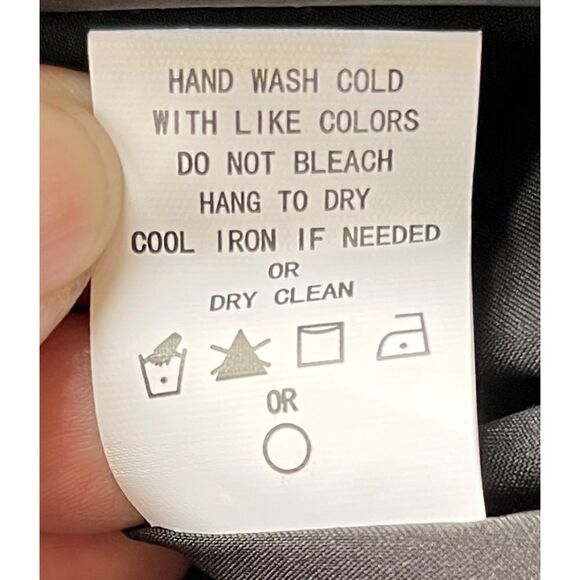 HAND WASH COLD
WITH LIKE COLORS
DO NOT BLEACH
HANG TO DRY
COOL IRON IF NEEDED
OR
DRY CLEAN
OR